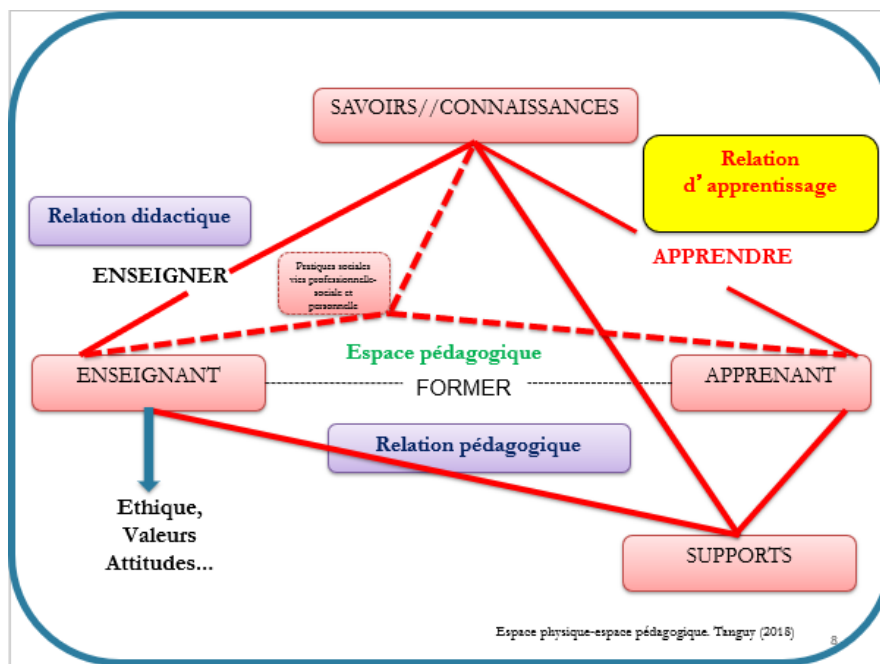 SAVOIRS//CONNAISSANCES
Relation
d’apprentissage
Relation didactique
ENSEIGNER
APPRENDRE
Pratiques sociales
vies professionnelle-
sociale et
personnelle
Espace pédagogique
ENSEIGNANT
FORMER
APPRENANT
Relation pédagogique
Ethique,
Valeurs
Attitudes...
SUPPORTS
Espace physique-espace pédagogique. Tanguy (2018)
8